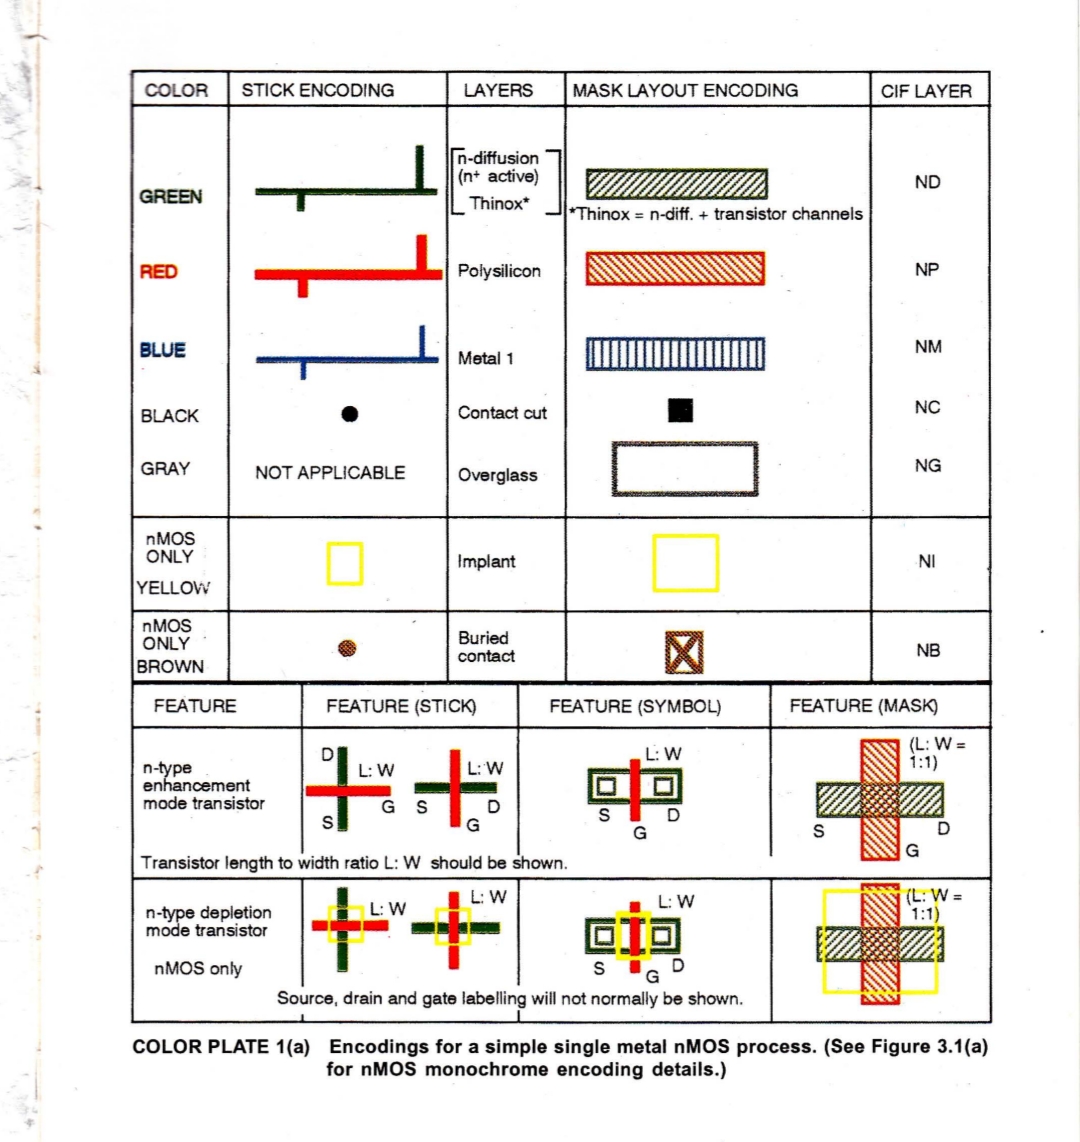 COLOR STICK ENCODING LAYERS MASK LAYOUT ENCODING CIF LAYER
GREEN
n-diffusion
(n+ active)
Thinox*
*Thinox = n-diff. + transistor channels
ND
RED
Polysilicon
NP
BLUE
Metal 1
NM
BLACK
Contact cut
NC
GRAY
NOT APPLICABLE
Overglass
NG
nMOS
ONLY
YELLOW
Implant
NI
nMOS
ONLY
BROWN
Buried
contact
NB
FEATURE FEATURE (STICK) FEATURE (SYMBOL) FEATURE (MASK)
n-type
enhancement
mode transistor
D
L: W
G
S
L: W
S
D
G
L: W
S
D
G
(L: W =
1:1)
S
D
G
Transistor length to width ratio L: W should be shown.
n-type depletion
mode transistor
nMOS only
L: W
L: W
L: W
S
G
D
(L: W =
1:1)
Source, drain and gate labelling will not normally be shown.
COLOR PLATE 1(a) Encodings for a simple single metal nMOS process. (See Figure 3.1(a)
for nMOS monochrome encoding details.)